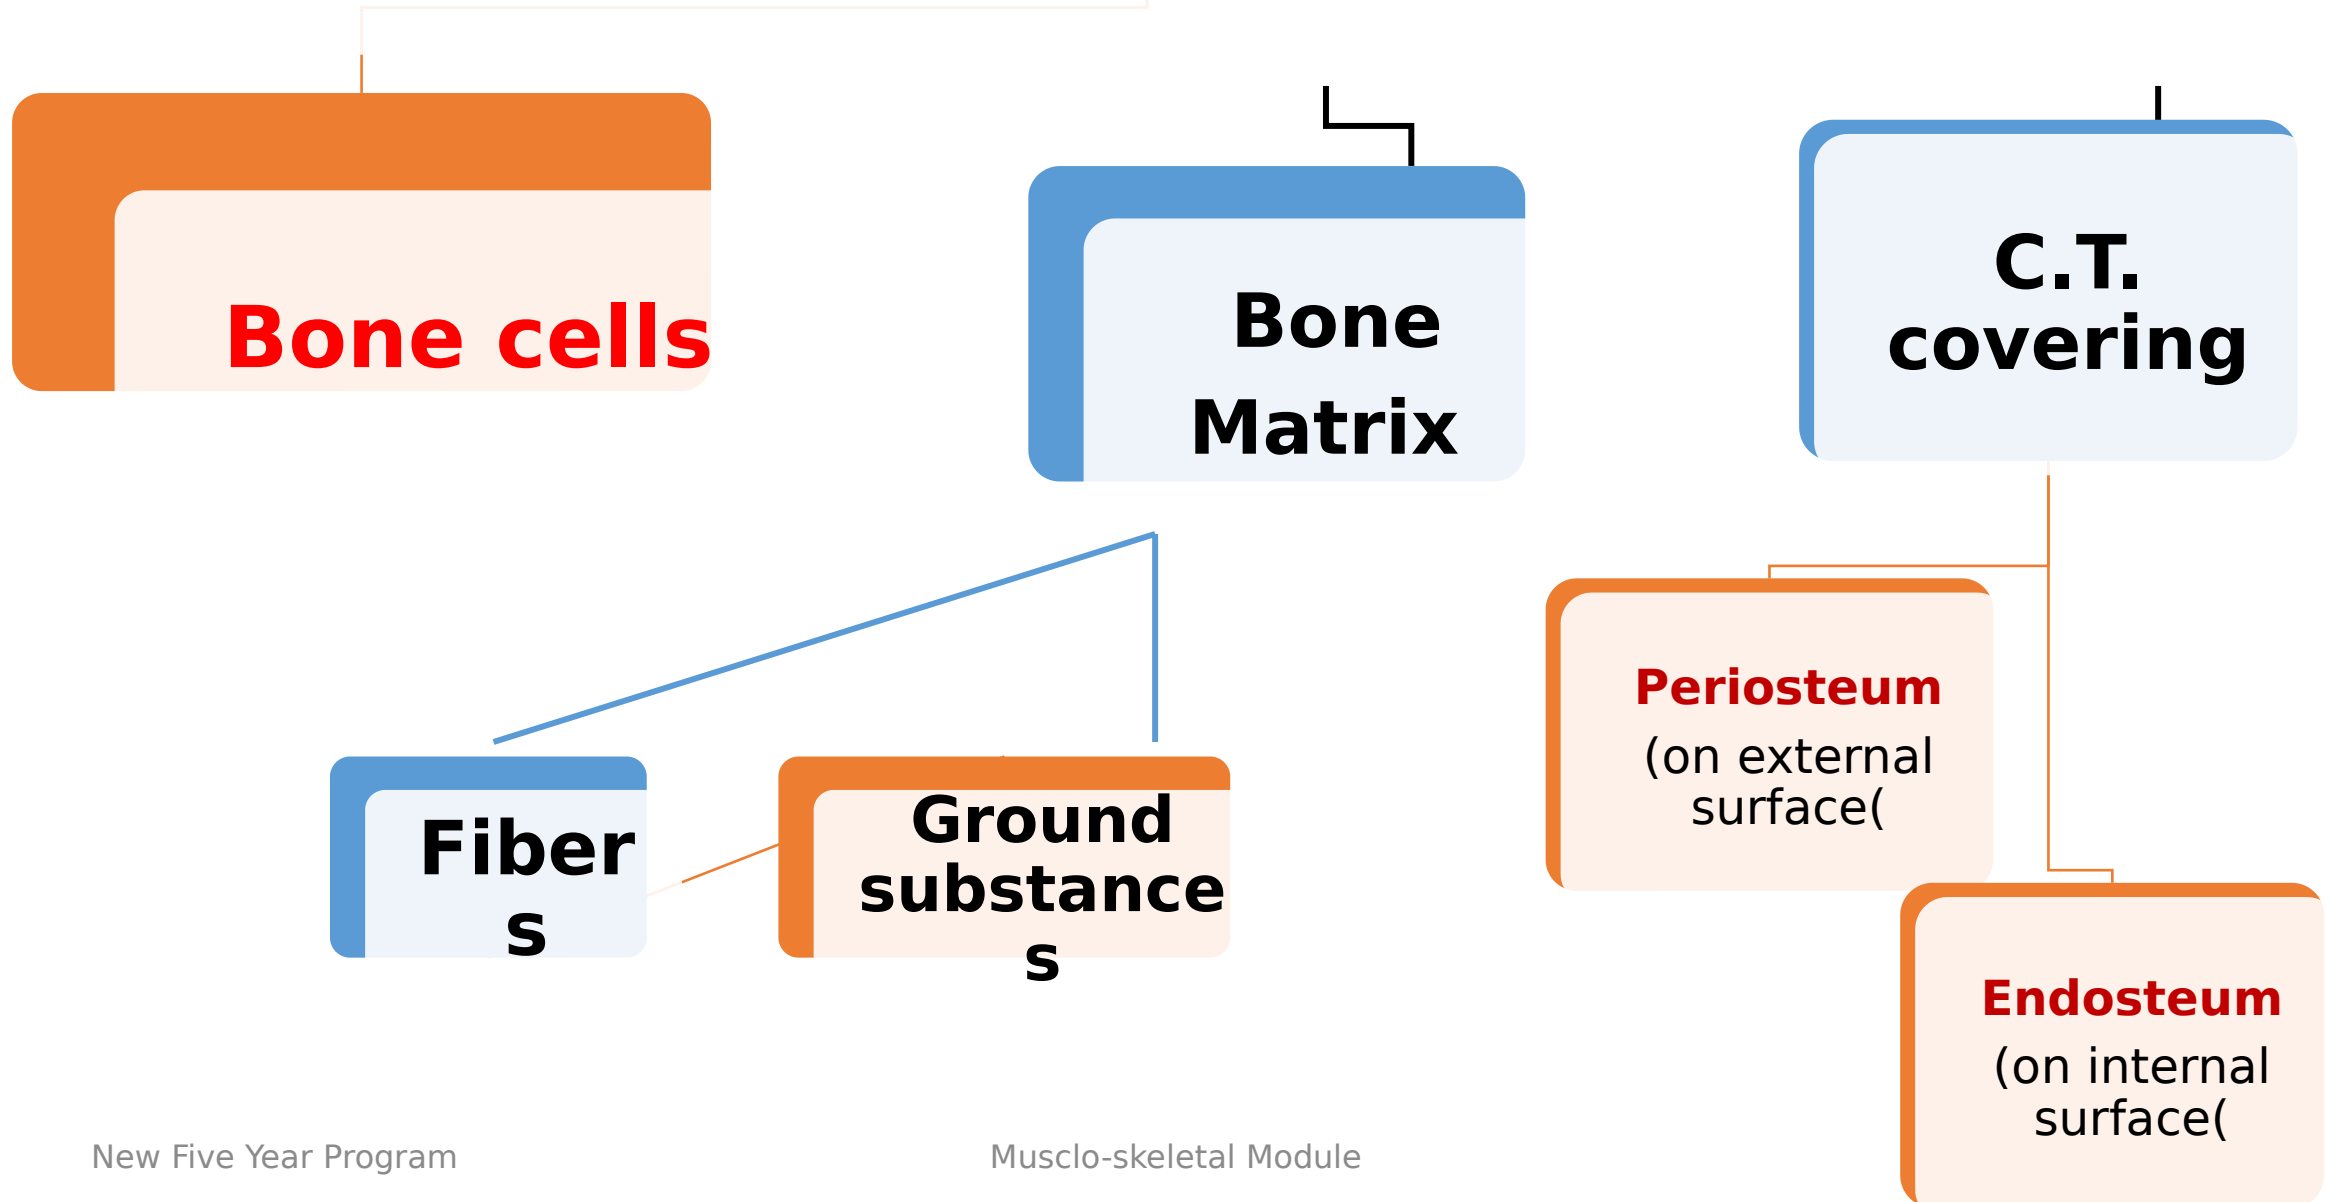 Bone cells
Bone
Matrix
C.T.
covering
Fiber
s
Ground
substance
s
Periosteum
(on external
surface(
Endosteum
(on internal
surface(
New Five Year Program
Musclo-skeletal Module